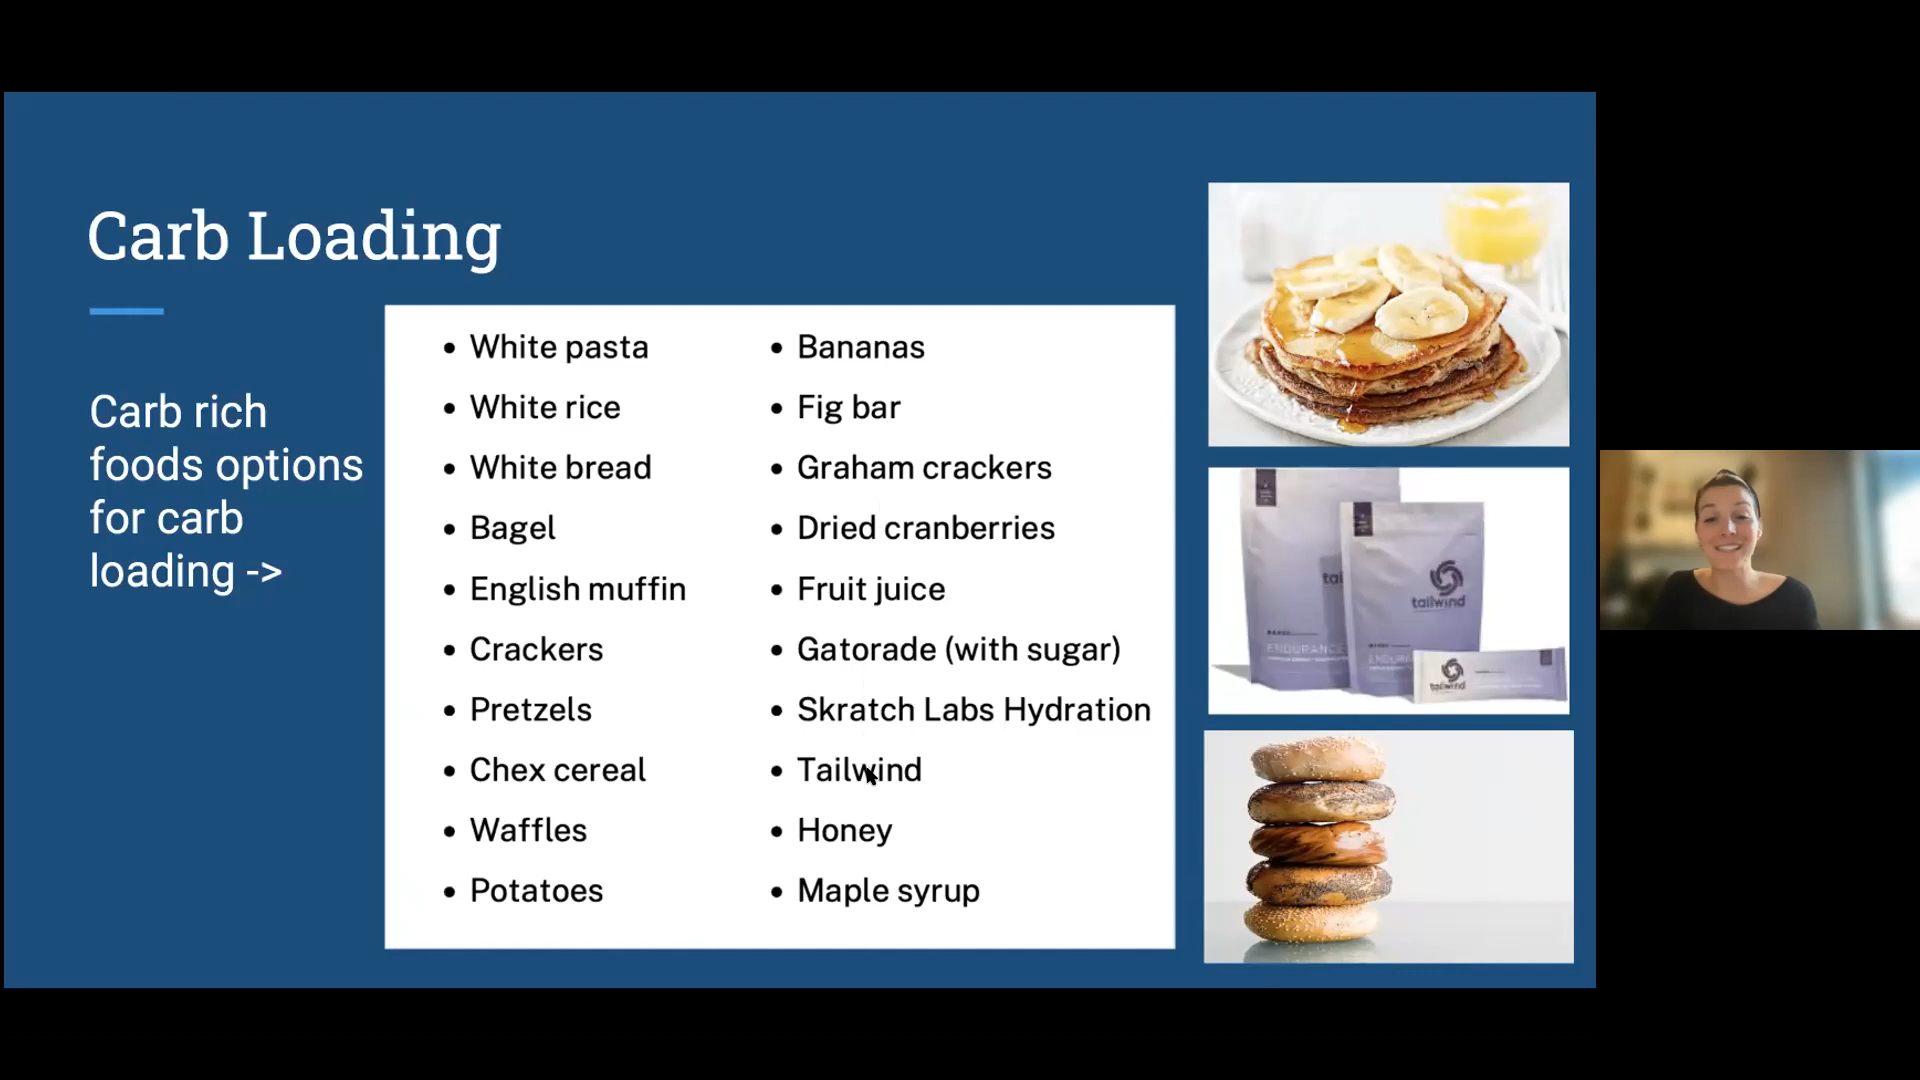 Carb Loading
Carb rich
foods options
for carb
loading ->
• White pasta
• White rice
• White bread
• Bagel
• English muffin
• Crackers
• Pretzels
• Chex cereal
• Waffles
• Potatoes
• Bananas
• Fig bar
• Graham crackers
• Dried cranberries
• Fruit juice
• Gatorade (with sugar)
• Skratch Labs Hydration
• Tailwind
• Honey
• Maple syrup
tailwind
ENDURANCE
tailwind